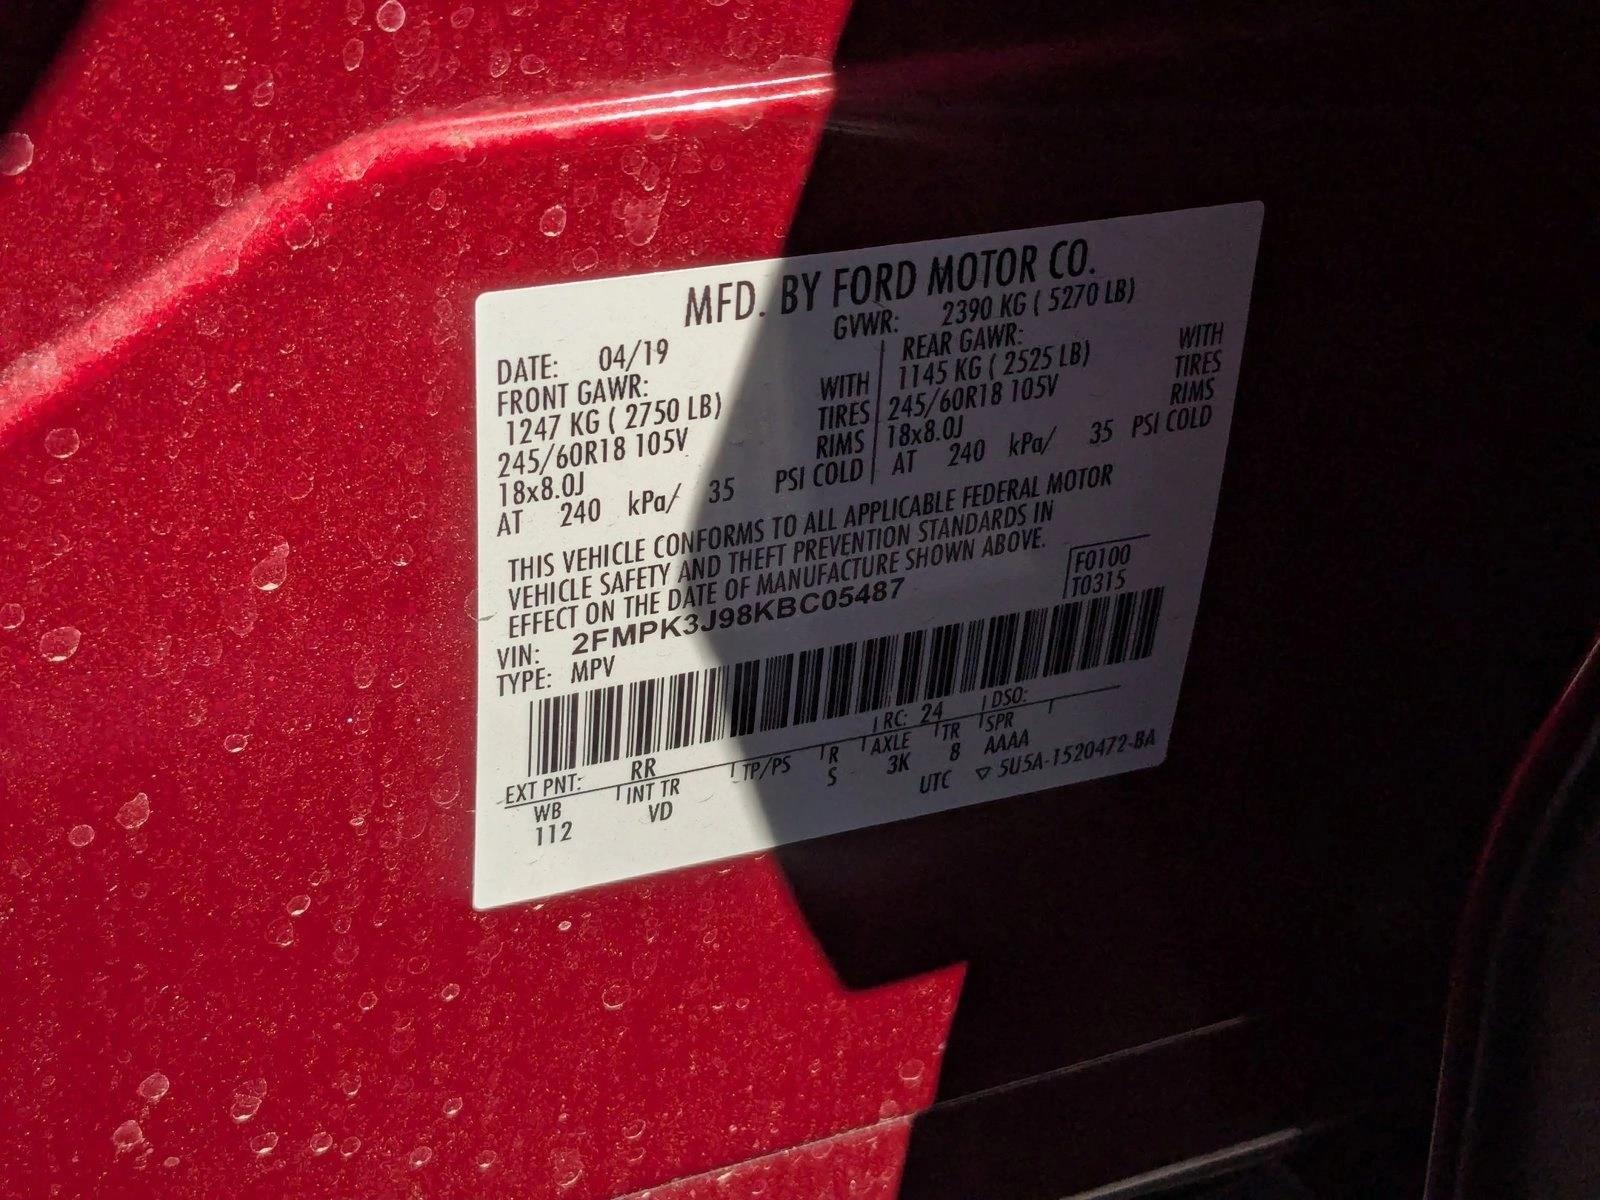 MFD. BY FORD MOTOR CO.
DATE: 04/19 GVWR: 2390 KG ( 5270 LB)
FRONT GAWR: REAR GAWR:
1247 KG ( 2750 LB) WITH 1145 KG ( 2525 LB) WITH
245/60R18 105V TIRES 245/60R18 105V TIRES
18x8.0J RIMS 18x8.0J RIMS
AT 240 kPa/ 35 PSI COLD AT 240 kPa/ 35 PSI COLD
THIS VEHICLE CONFORMS TO ALL APPLICABLE FEDERAL MOTOR
VEHICLE SAFETY AND THEFT PREVENTION STANDARDS IN
EFFECT ON THE DATE OF MANUFACTURE SHOWN ABOVE.
F0100
VIN: 2FMPK3J98KBC05487 T0315
TYPE: MPV
EXT PNT: RR RC: 24 DSO:
WB INT TR TP/PS R AXLE TR SPR
112 VD S 3K 8 AAAA
UTC ▽ 5U5A-1520472-BA